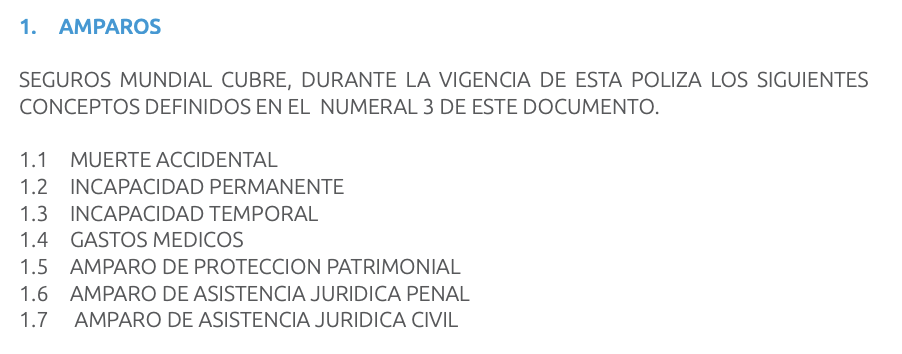 1. AMPAROS
SEGUROS MUNDIAL CUBRE, DURANTE LA VIGENCIA DE ESTA POLIZA LOS SIGUIENTES
CONCEPTOS DEFINIDOS EN EL NUMERAL 3 DE ESTE DOCUMENTO.
1.1 MUERTE ACCIDENTAL
1.2 INCAPACIDAD PERMANENTE
1.3 INCAPACIDAD TEMPORAL
1.4 GASTOS MEDICOS
1.5 AMPARO DE PROTECCION PATRIMONIAL
1.6 AMPARO DE ASISTENCIA JURIDICA PENAL
1.7 AMPARO DE ASISTENCIA JURIDICA CIVIL